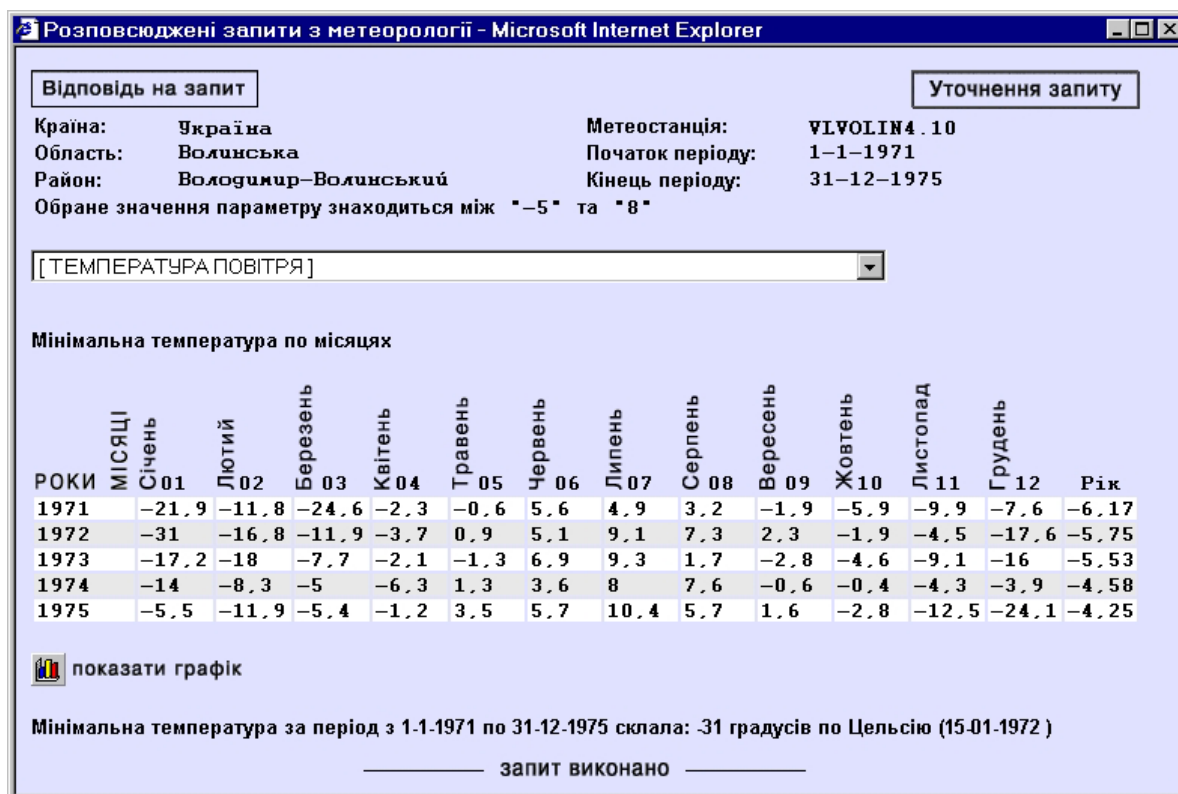 Розповсюджені запити з метеорології - Microsoft Internet Explorer
Відповідь на запит Уточнення запиту
Країна: Україна Метеостанція: VLVOLIN4.10
Область: Волинська Початок періоду: 1-1-1971
Район: Володимир-Волинський Кінець періоду: 31-12-1975
Обране значення параметру знаходиться між "-5" та "8"
[ ТЕМПЕРАТУРА ПОВІТРЯ ]
Мінімальна температура по місяцях
РОКИ МІСЯЦІ Січень 01 Лютий 02 Березень 03 Квітень 04 Травень 05 Червень 06 Липень 07 Серпень 08 Вересень 09 Жовтень 10 Листопад 11 Грудень 12 Рік
1971 -21,9 -11,8 -24,6 -2,3 -0,6 5,6 4,9 3,2 -1,9 -5,9 -9,9 -7,6 -6,17
1972 -31 -16,8 -11,9 -3,7 0,9 5,1 9,1 7,3 2,3 -1,9 -4,5 -17,6 -5,75
1973 -17,2 -18 -7,7 -2,1 -1,3 6,9 9,3 1,7 -2,8 -4,6 -9,1 -16 -5,53
1974 -14 -8,3 -5 -6,3 1,3 3,6 8 7,6 -0,6 -0,4 -4,3 -3,9 -4,58
1975 -5,5 -11,9 -5,4 -1,2 3,5 5,7 10,4 5,7 1,6 -2,8 -12,5 -24,1 -4,25
показати графік
Мінімальна температура за період з 1-1-1971 по 31-12-1975 склала: -31 градусів по Цельсію (15-01-1972 )
запит виконано